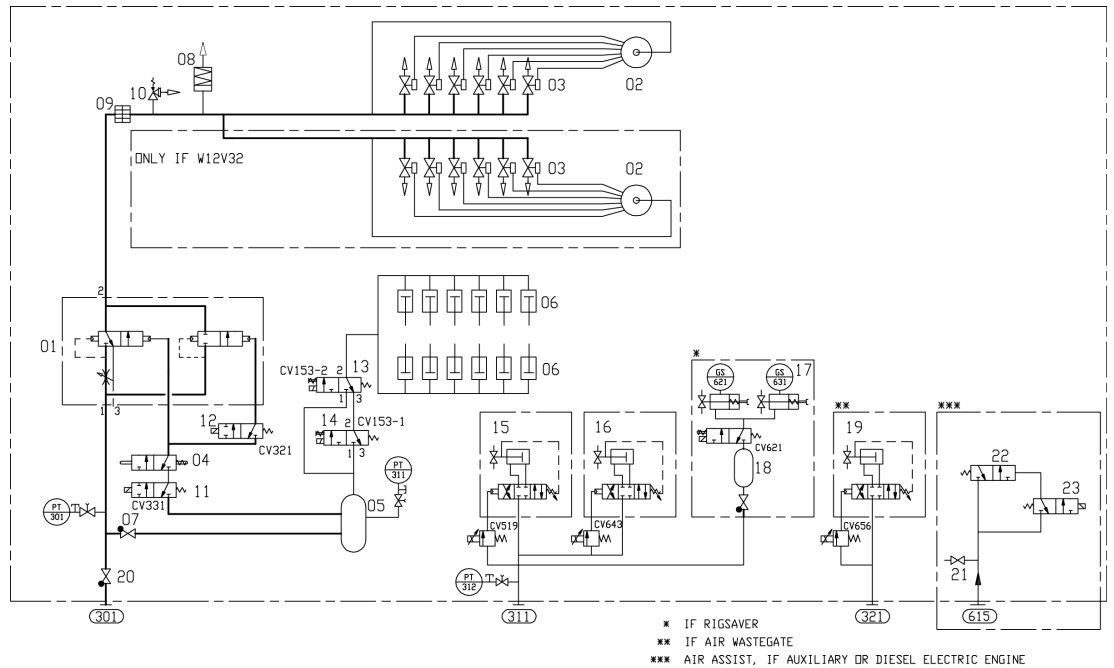 08
10
09
03
02
ONLY IF W12V32
03
02
2
01
1 3
06
06
CV153-2 2 13
1 3
14 2 CV153-1
1 3
12
CV321
04
11
CV331
PT
301
07
PT
311
05
20
301
*
GS
621
GS
631
17
CV621
18
15
CV519
16
CV643
PT
312
311
**
19
CV656
321
***
22
23
21
615
* IF RIGSAVER
** IF AIR WASTEGATE
*** AIR ASSIST, IF AUXILIARY OR DIESEL ELECTRIC ENGINE